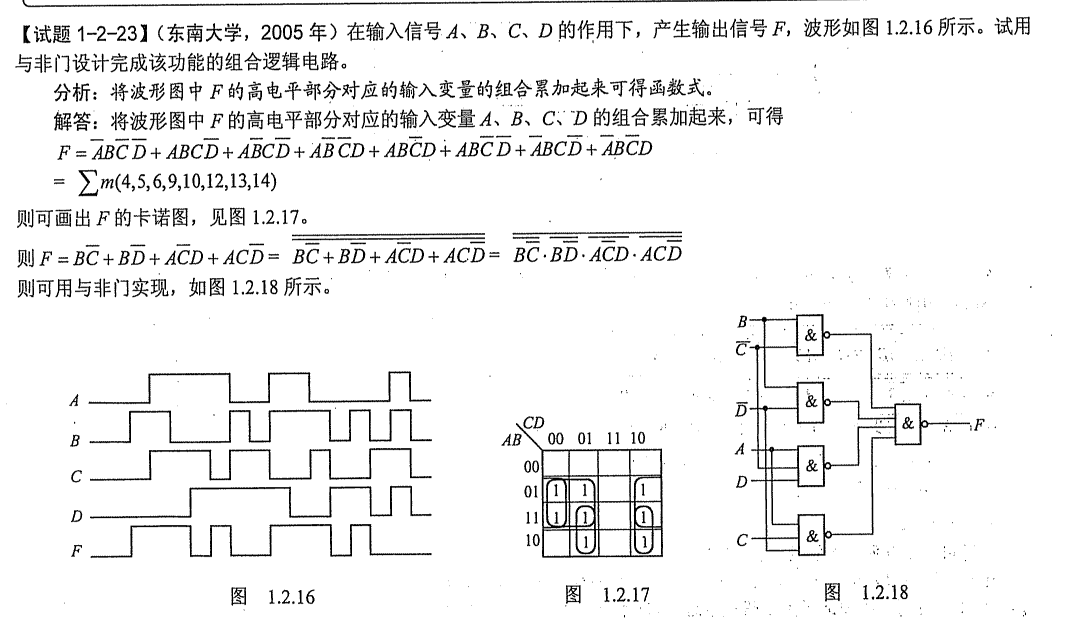 【试题 1-2-23】(东南大学，2005 年) 在输入信号 A、B、C、D 的作用下，产生输出信号 F，波形如图 1.2.16 所示。试用
与非门设计完成该功能的组合逻辑电路。
分析：将波形图中 F 的高电平部分对应的输入变量的组合累加起来可得函数式。
解答：将波形图中 F 的高电平部分对应的输入变量 A、B、C、D 的组合累加起来，可得
F = A̅BC̅D̅ + ABCD̅ + AB̅CD̅ + AB̅C̅D + ABC̅D + ABC̅D̅ + A̅BCD̅ + A̅BC̅D
= ∑m(4,5,6,9,10,12,13,14)
则可画出 F 的卡诺图，见图 1.2.17。
则 F = BC̅ + BD̅ + AC̅D + ACD̅ = BC̅ + BD̅ + AC̅D + ACD̅ = BC̅ · BD̅ · AC̅D · ACD̅
则可用与非门实现，如图 1.2.18 所示。
A
B
C
D
F
图 1.2.16
CD
AB 00 01 11 10
00
01 1 1 1
11 1 1 1
10 1 1
图 1.2.17
B
C̅
D̅
A
D
C
&
&
&
&
&
F
图 1.2.18